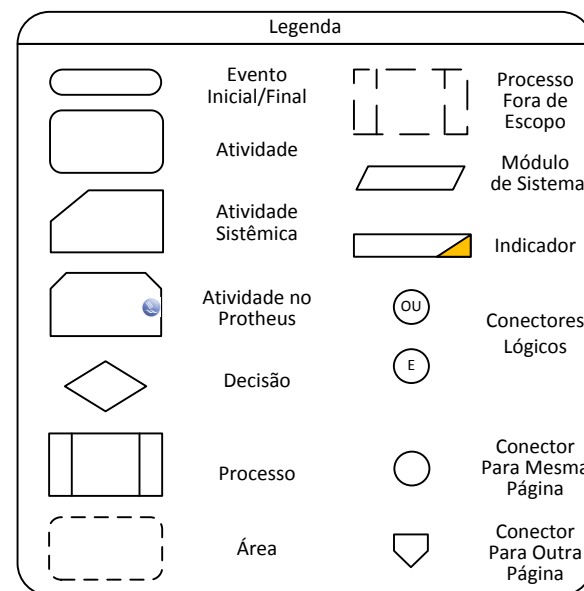 Legenda
Evento
Inicial/Final
Atividade
Atividade
Sistêmica
Atividade no
Protheus
Decisão
Processo
Área
Processo
Fora de
Escopo
Módulo
de Sistema
Indicador
OU
E
Conectores
Lógicos
Conector
Para Mesma
Página
Conector
Para Outra
Página